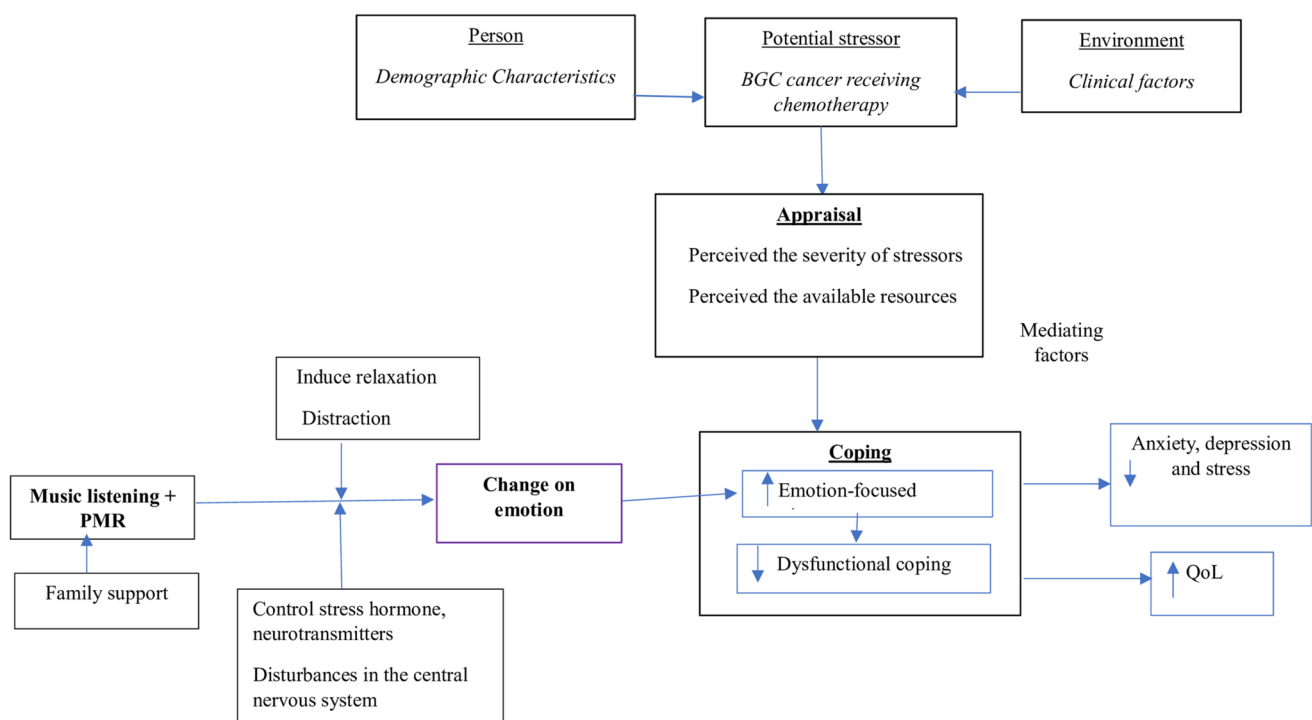 Person
Demographic Characteristics
Potential stressor
BGC cancer receiving
chemotherapy
Environment
Clinical factors
Appraisal
Perceived the severity of stressors
Perceived the available resources
Mediating
factors
Induce relaxation
Distraction
Music listening +
PMR
Family support
Change on
emotion
Control stress hormone,
neurotransmitters
Disturbances in the central
nervous system
Coping
Emotion-focused
Dysfunctional coping
Anxiety, depression
and stress
QoL